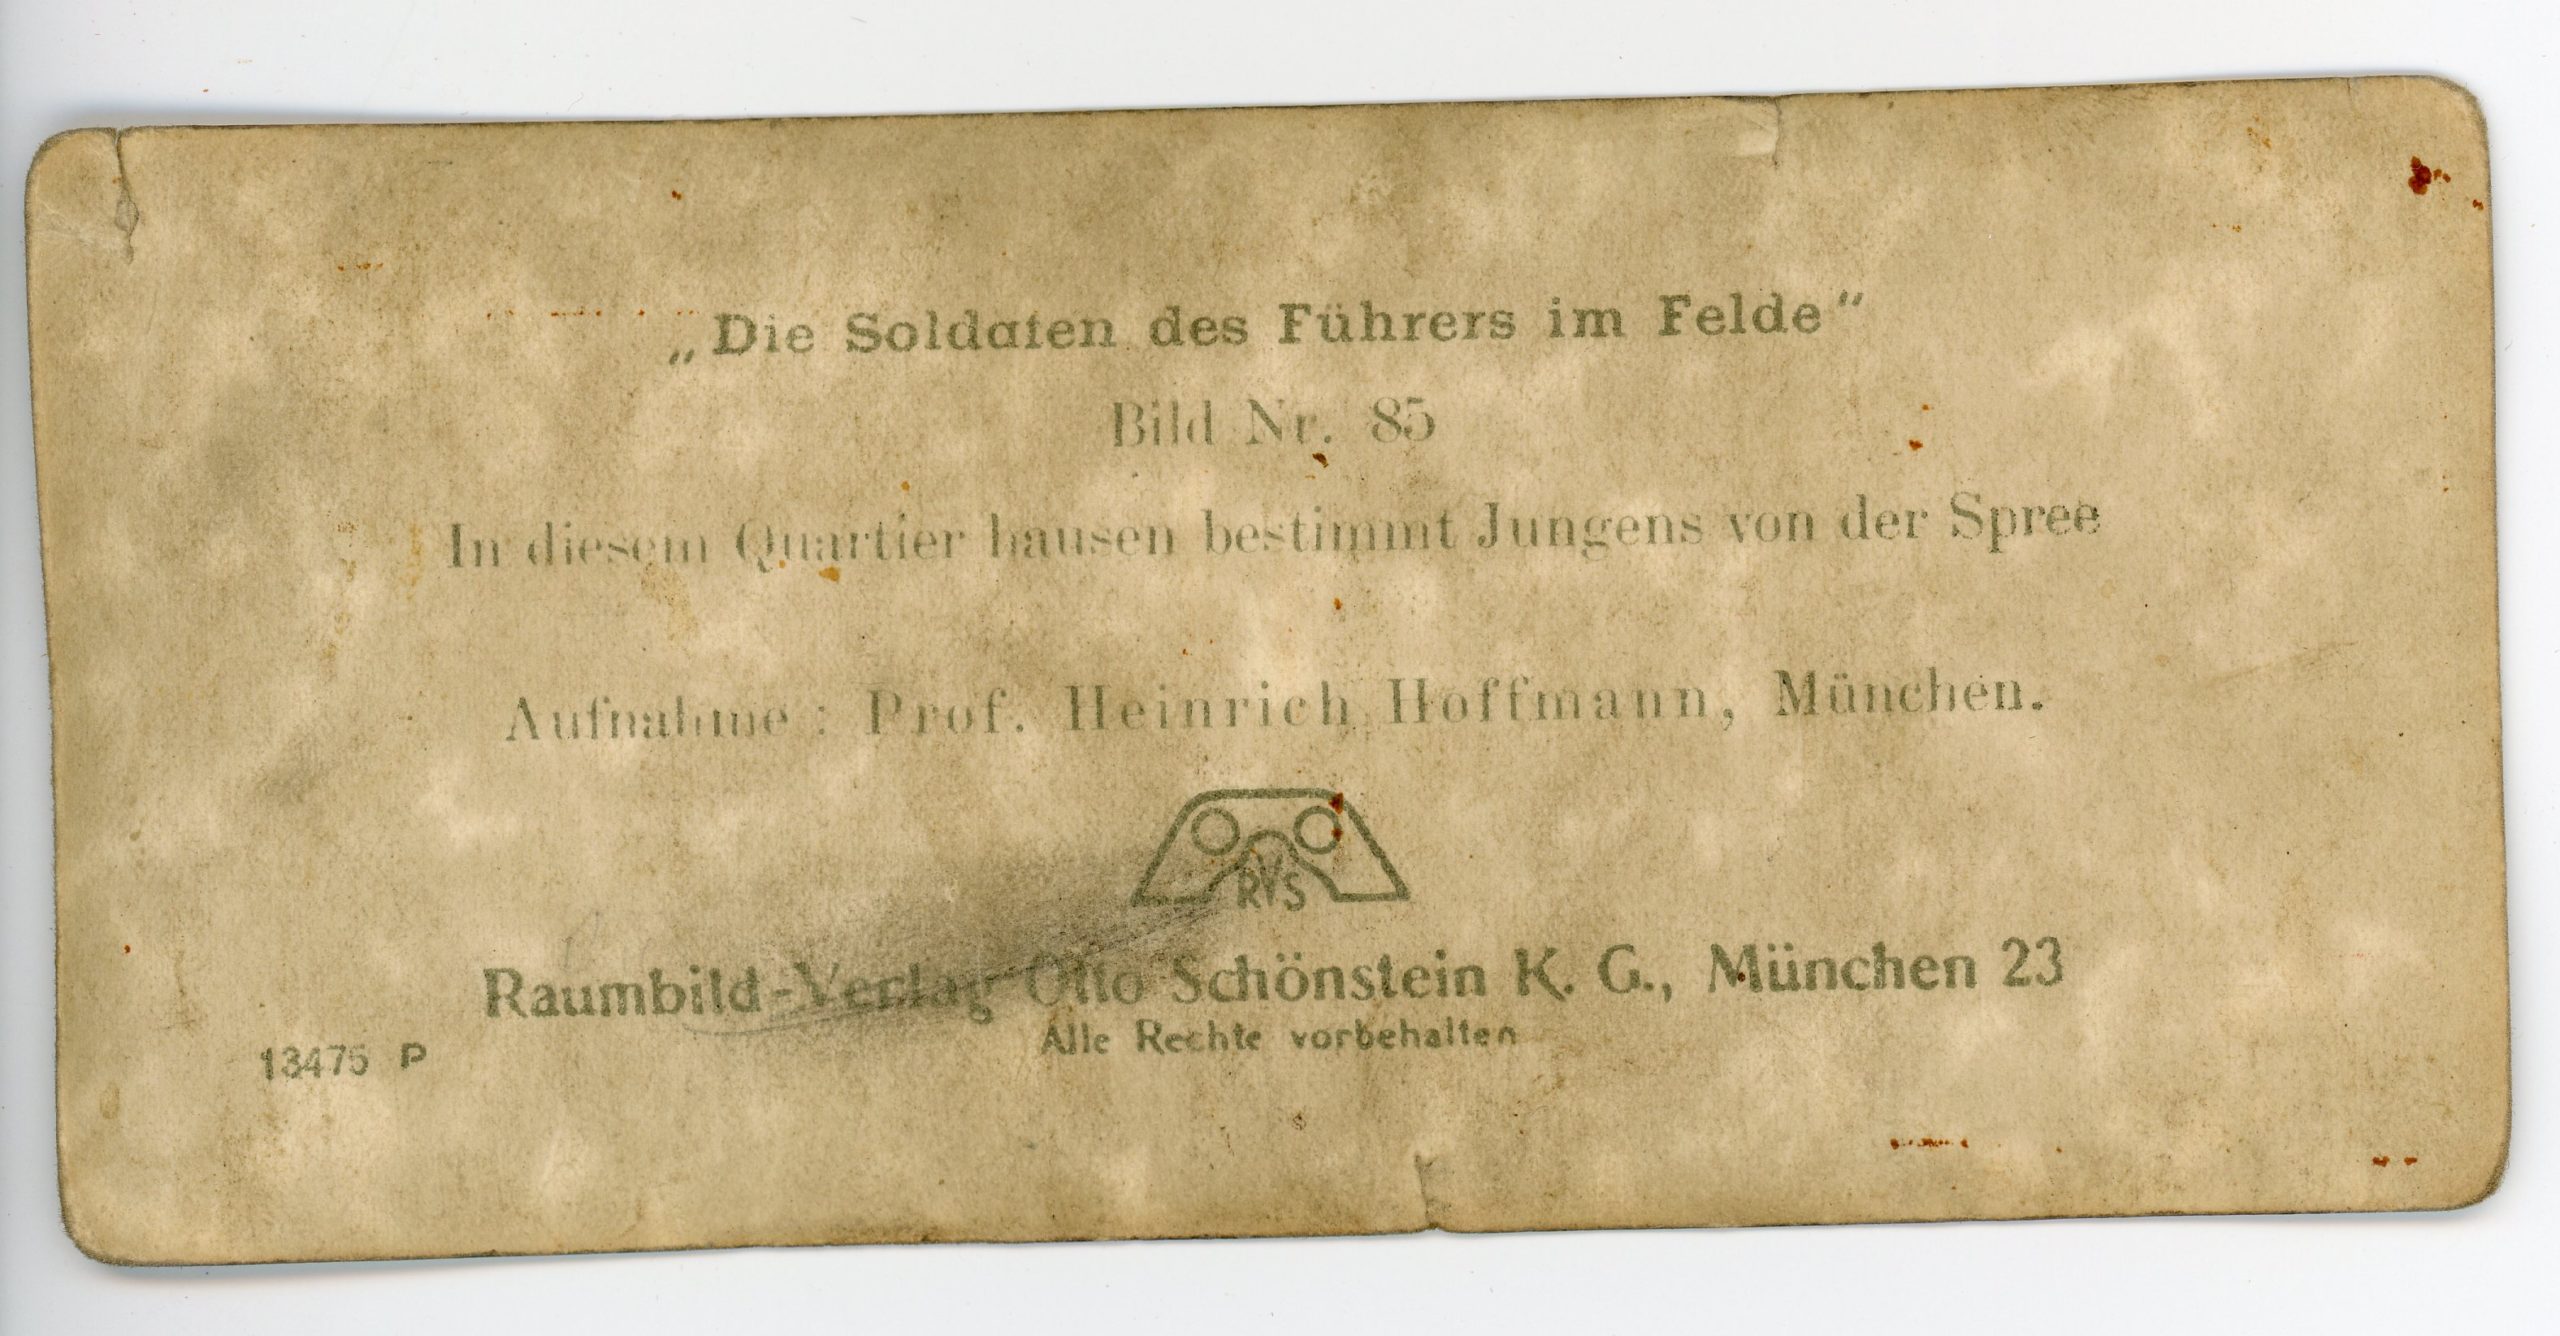 „Die Soldaten des Führers im Felde“
Bild Nr. 85
In diesem Quartier hausen bestimmt Jungens von der Spree
Aufnahme: Prof. Heinrich Hoffmann, München.
RVS
Raumbild-Verlag Otto Schönstein K. G., München 23
Alle Rechte vorbehalten
13475 P